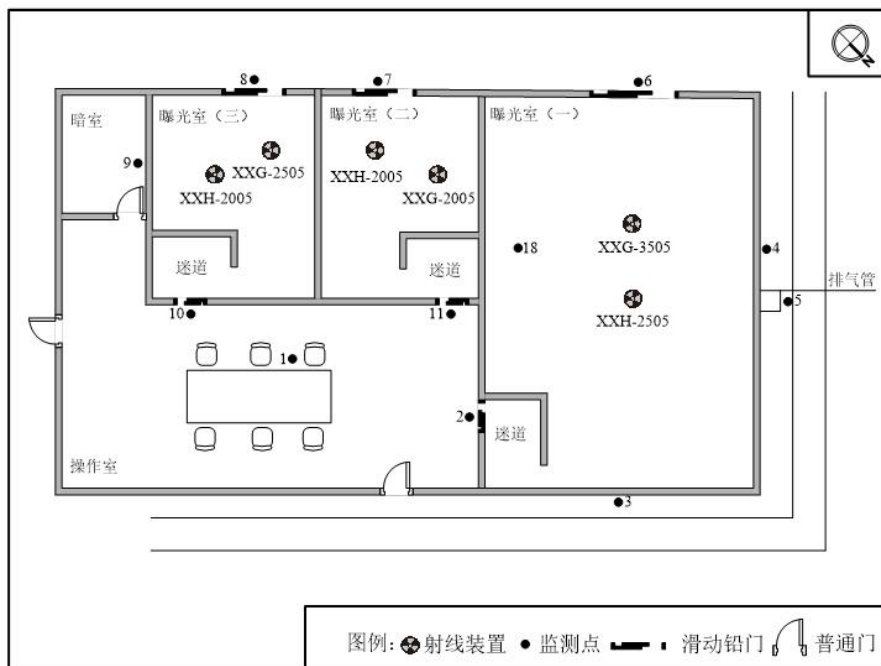 N
8
7
6
暗室
曝光室（三）
曝光室（二）
曝光室（一）
9
XXG-2505
XXH-2005
XXH-2005
XXG-2005
XXG-3505
18
4
迷道
迷道
排气管
XXH-2505
5
10
11
1
2
迷道
操作室
3
图例: 射线装置 监测点 滑动铅门 普通门